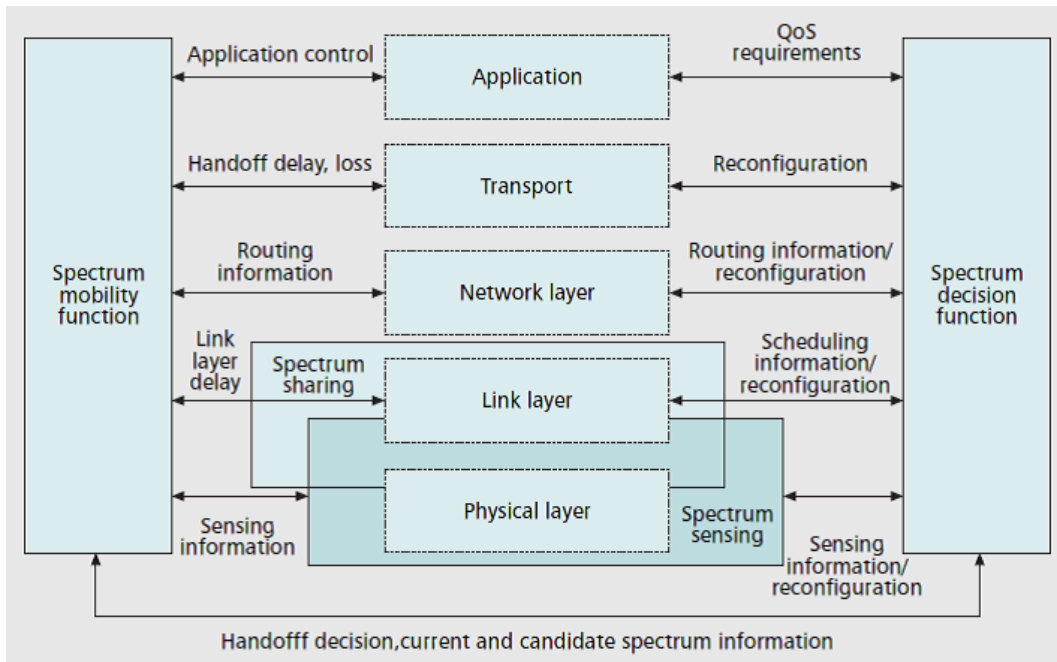 Application control
Application
QoS
requirements
Handoff delay, loss
Transport
Reconfiguration
Spectrum
mobility
function
Routing
information
Network layer
Routing information/
reconfiguration
Spectrum
decision
function
Link
layer
delay
Spectrum
sharing
Link layer
Scheduling
information/
reconfiguration
Sensing
information
Physical layer
Spectrum
sensing
Sensing
information/
reconfiguration
Handofff decision,current and candidate spectrum information